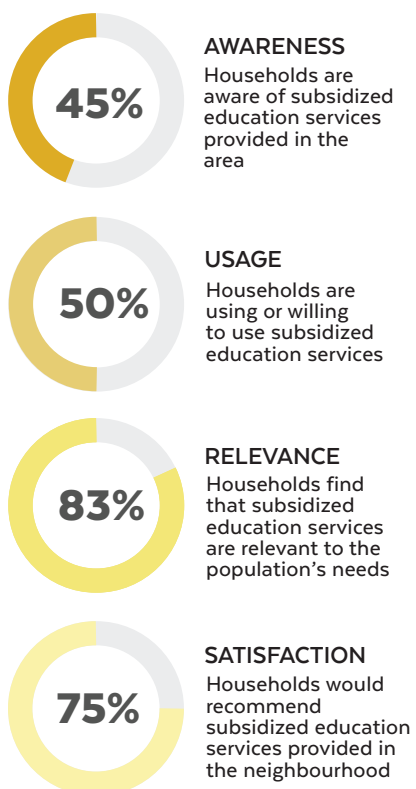 45%
AWARENESS
Households are
aware of subsidized
education services
provided in the
area
50%
USAGE
Households are
using or willing
to use subsidized
education services
83%
RELEVANCE
Households find
that subsidized
education services
are relevant to the
population’s needs
75%
SATISFACTION
Households would
recommend
subsidized education
services provided in
the neighbourhood